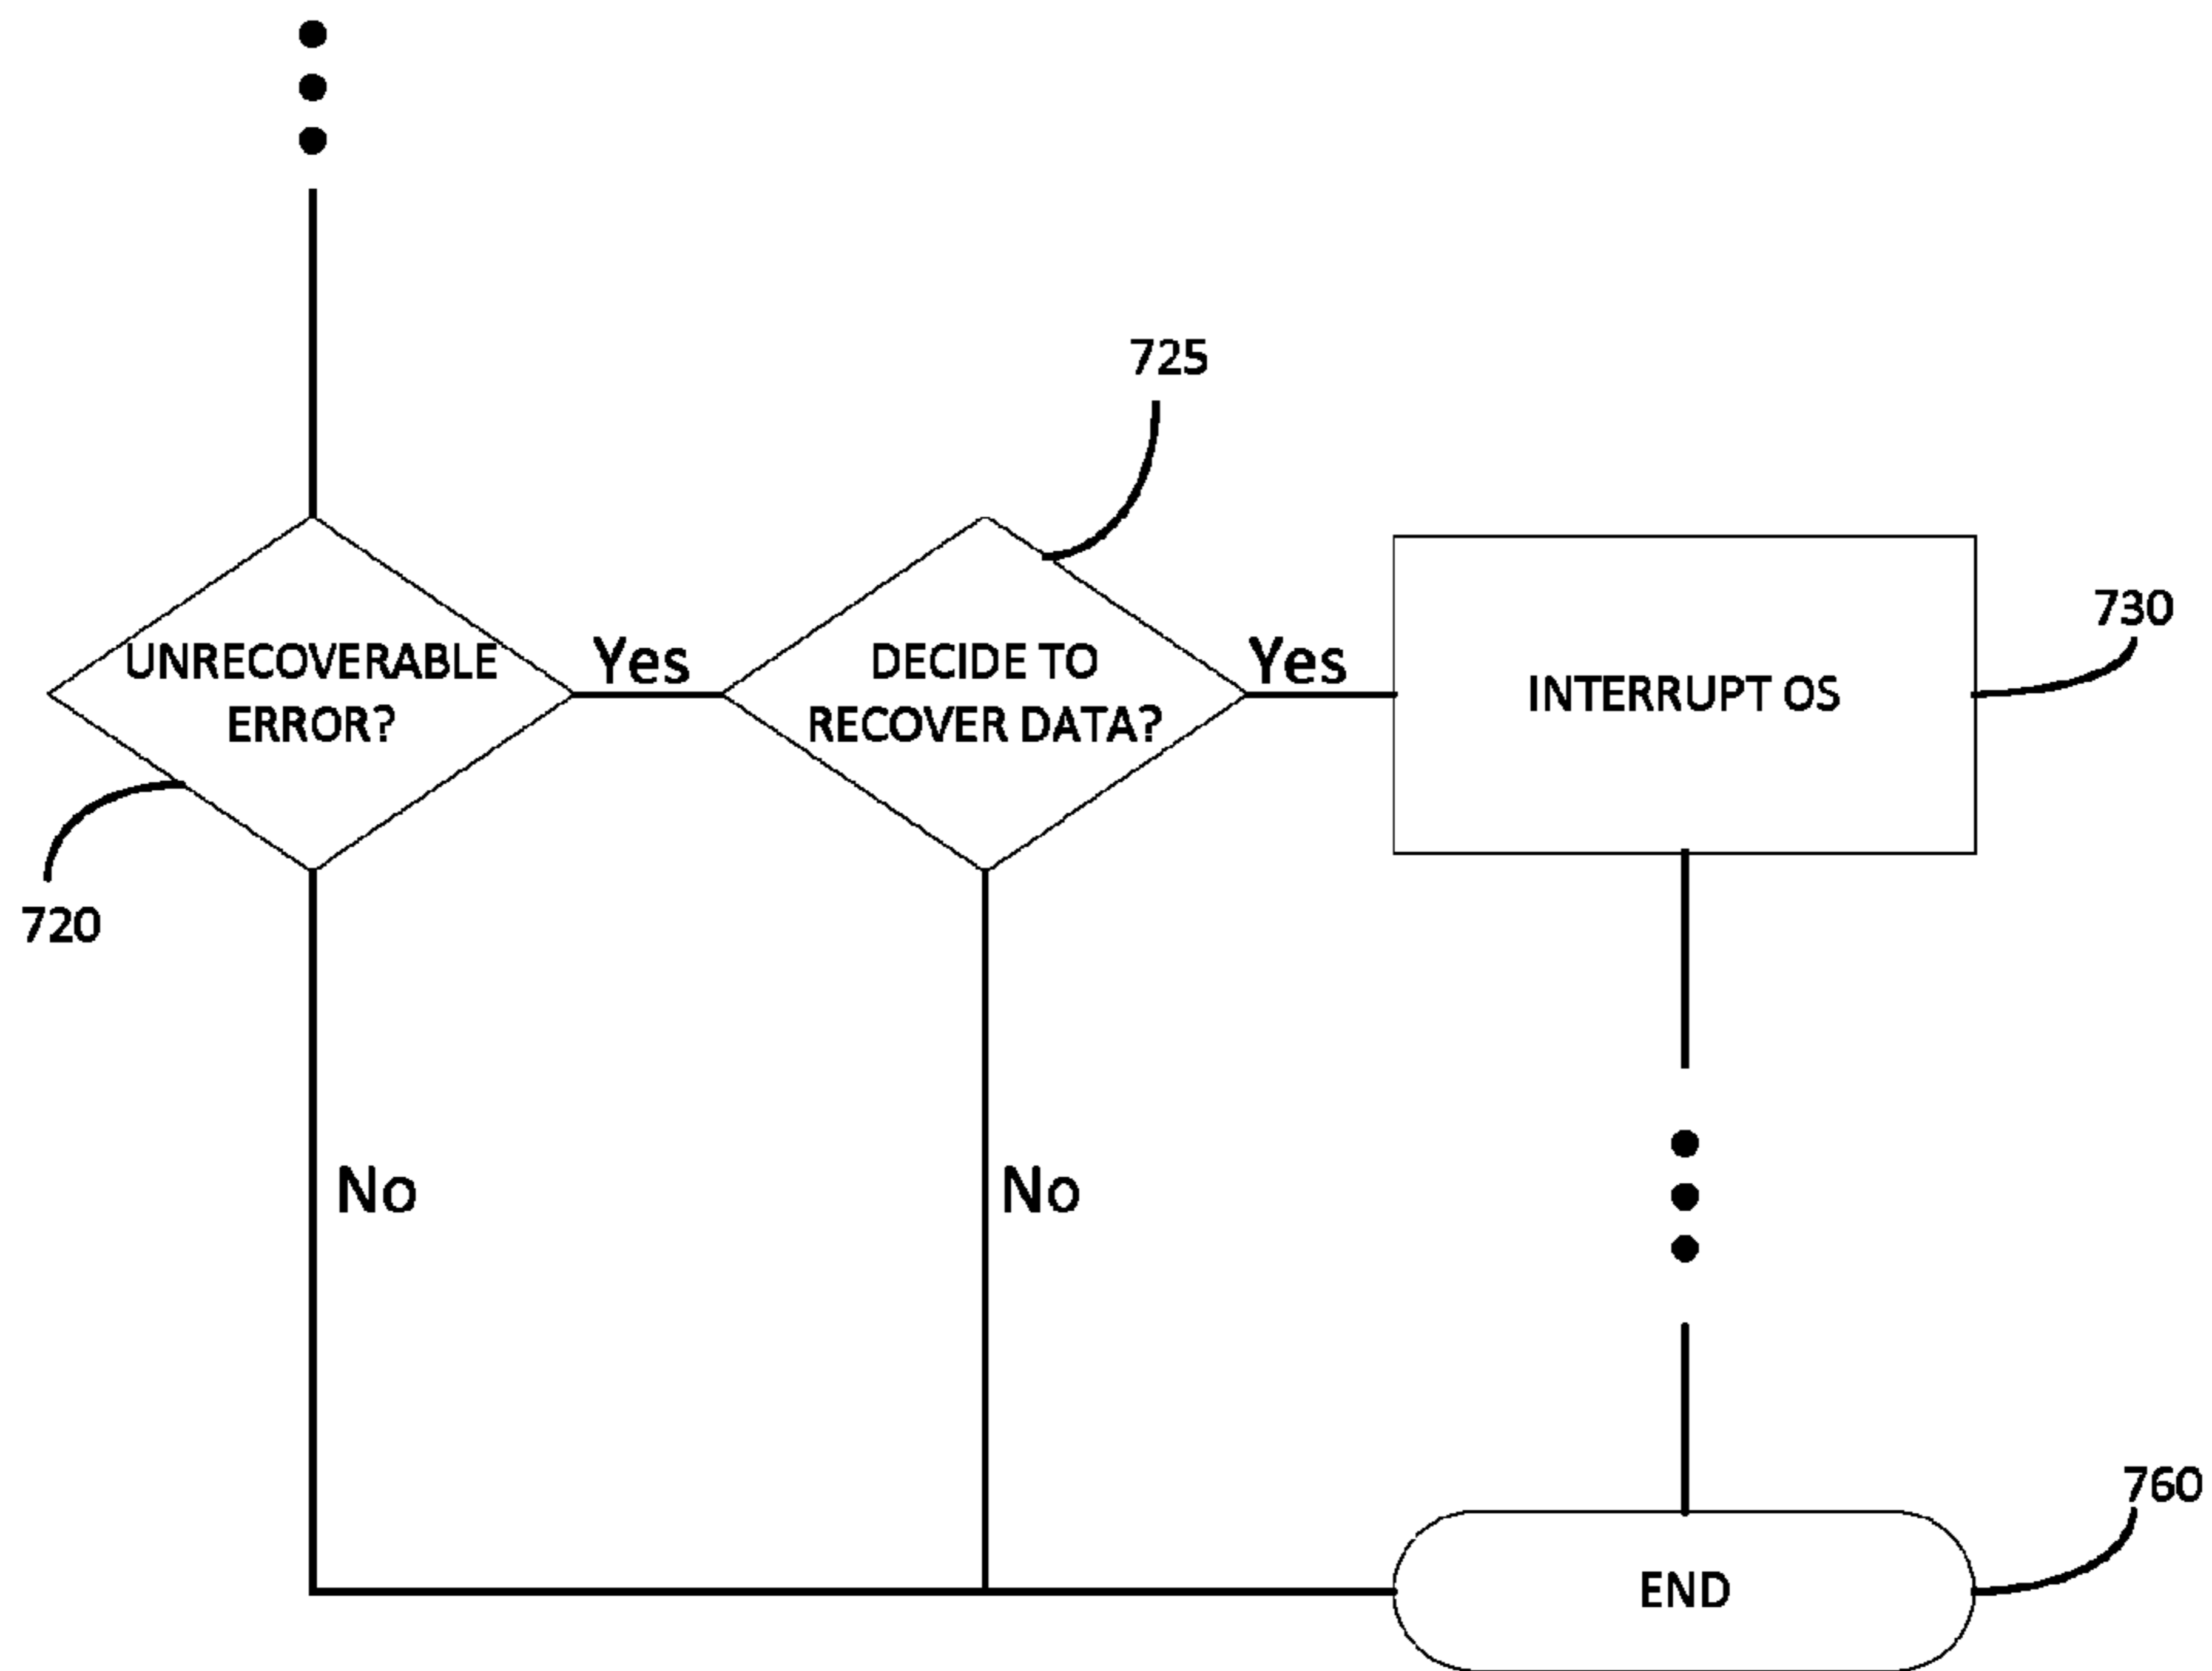 725
730
UNRECOVERABLE
ERROR?
Yes
DECIDE TO
RECOVER DATA?
Yes
INTERRUPT OS
720
No
No
760
END